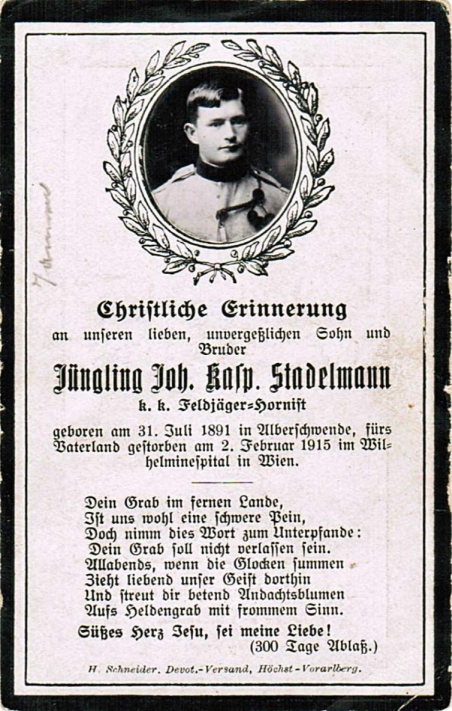 Christliche Erinnerung
an unseren lieben, unvergeßlichen Sohn und
Bruder
Jüngling Joh. Kasp. Stadelmann
k. k. Feldjäger-Hornist
geboren am 31. Juli 1891 in Alberschwende, fürs
Vaterland gestorben am 2. Februar 1915 im Wil-
helminespital in Wien.
Dein Grab im fernen Lande,
Ist uns wohl eine schwere Pein,
Doch nimm dies Wort zum Unterpfande:
Dein Grab soll nicht verlassen sein.
Allabends, wenn die Glocken summen
Zieht liebend unser Geist dorthin
Und streut dir betend Andachtsblumen
Aufs Heldengrab mit frommem Sinn.
Süßes Herz Jesu, sei meine Liebe!
(300 Tage Ablaß.)
H. Schneider, Devot.-Versand, Höchst-Vorarlberg.